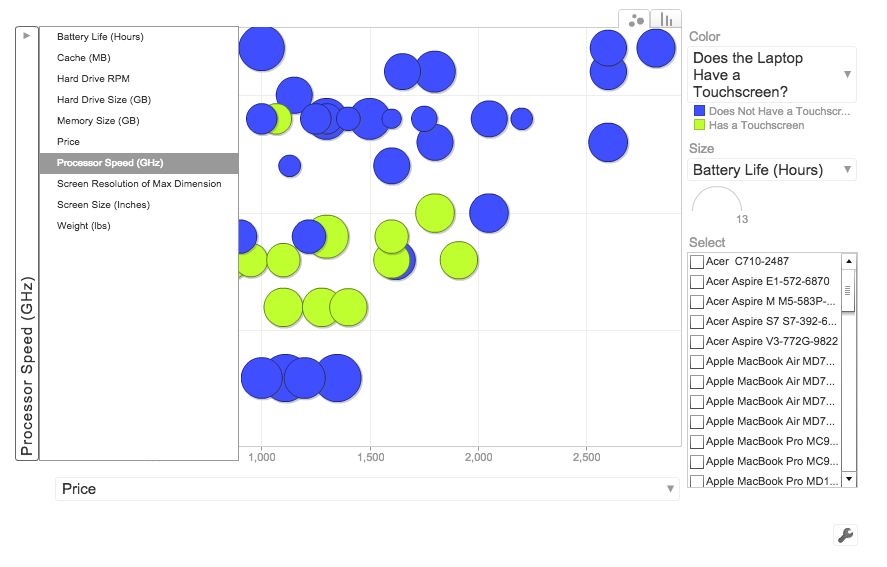 Battery Life (Hours)
Cache (MB)
Hard Drive RPM
Hard Drive Size (GB)
Memory Size (GB)
Price
Processor Speed (GHz)
Screen Resolution of Max Dimension
Screen Size (Inches)
Weight (lbs)
Processor Speed (GHz)
1,000
1,500
2,000
2,500
Price
Color
Does the Laptop
Have a
Touchscreen?
Does Not Have a Touchscr...
Has a Touchscreen
Size
Battery Life (Hours)
13
Select
Acer C710-2487
Acer Aspire E1-572-6870
Acer Aspire M M5-583P-...
Acer Aspire S7 S7-392-6...
Acer Aspire V3-772G-9822
Apple MacBook Air MD7...
Apple MacBook Air MD7...
Apple MacBook Air MD7...
Apple MacBook Air MD7...
Apple MacBook Pro MC9...
Apple MacBook Pro MC9...
Apple MacBook Pro MD1...